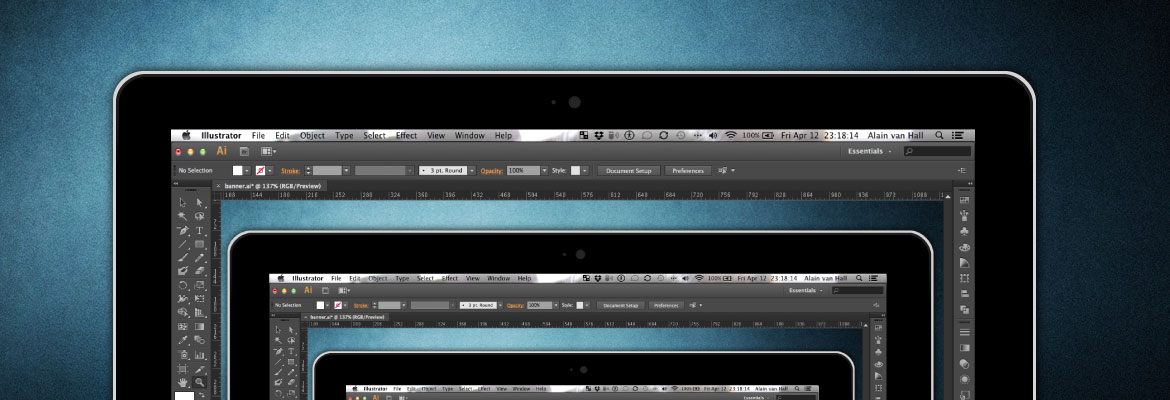 Illustrator File Edit Object Type Select Effect View Window Help 100% Fri Apr 12 23:18:14 Alain van Hall
Ai Essentials
No Selection Stroke: 3 pt. Round Opacity: 100% Style: Document Setup Preferences
banner.ai* @ 137% (RGB/Preview)
108 144 180 216 252 288 324 360 396 432 468 504 540 576 612 648 684 720 756 792 828 864 900 936 972 1008
Illustrator File Edit Object Type Select Effect View Window Help 100% Fri Apr 12 23:18:14 Alain van Hall
Ai Essentials
No Selection Stroke: 3 pt. Round Opacity: 100% Style: Document Setup Preferences
banner.ai* @ 137% (RGB/Preview)
Illustrator File Edit Object Type Select Effect View Window Help 100% Fri Apr 12 23:18:14 Alain van Hall
Ai Essentials